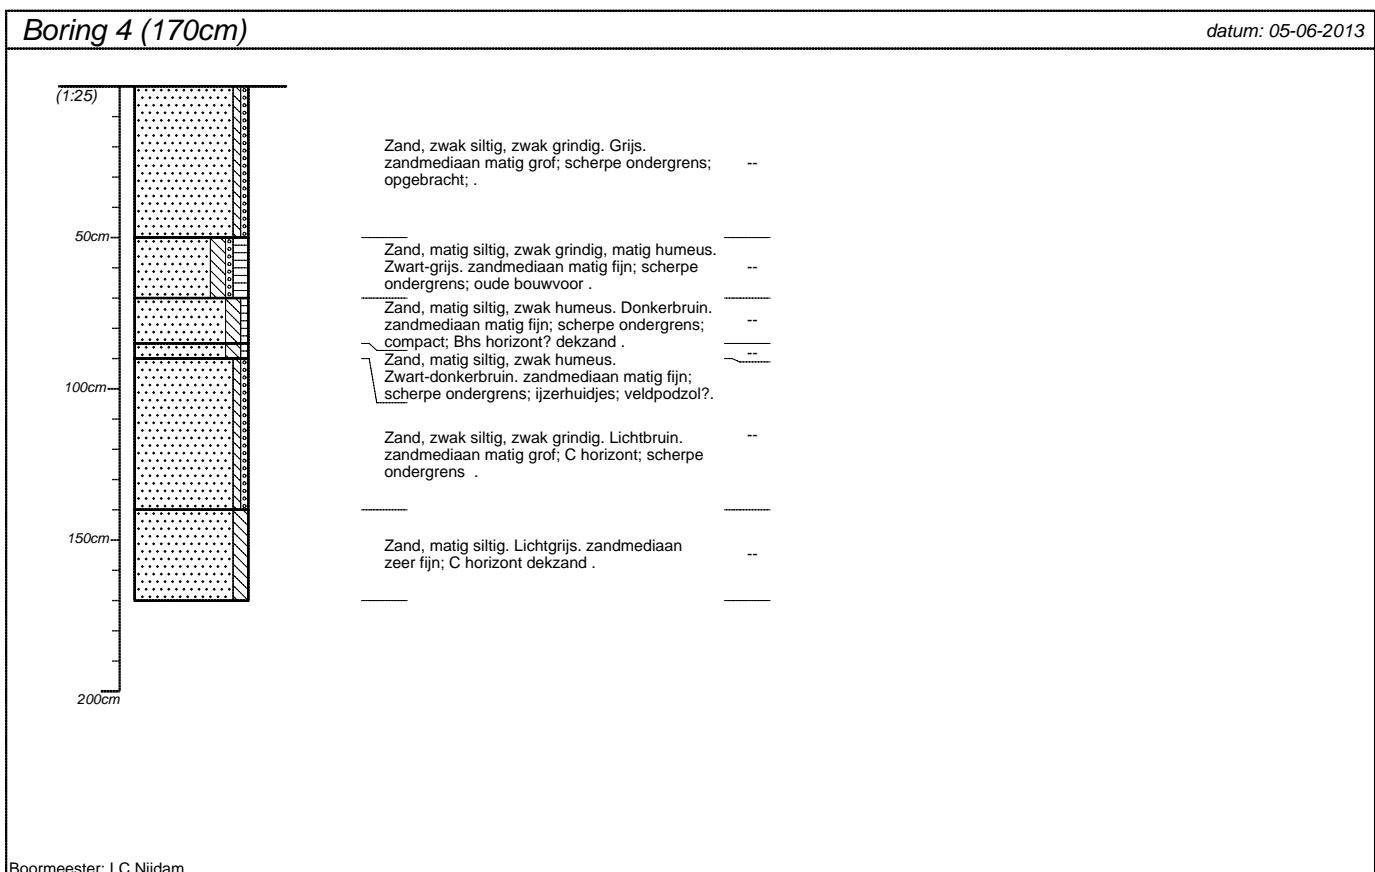 Boring 4 (170cm)
datum: 05-06-2013
(1:25)
Zand, zwak siltig, zwak grindig. Grijs.
zandmediaan matig grof; scherpe ondergrens;
opgebracht; .
--
50cm
Zand, matig siltig, zwak grindig, matig humeus.
Zwart-grijs. zandmediaan matig fijn; scherpe
ondergrens; oude bouwvoor .
--
Zand, matig siltig, zwak humeus. Donkerbruin.
zandmediaan matig fijn; scherpe ondergrens;
compact; Bhs horizont? dekzand .
--
Zand, matig siltig, zwak humeus.
Zwart-donkerbruin. zandmediaan matig fijn;
scherpe ondergrens; ijzerhuidjes; veldpodzol?.
--
100cm
Zand, zwak siltig, zwak grindig. Lichtbruin.
zandmediaan matig grof; C horizont; scherpe
ondergrens .
--
150cm
Zand, matig siltig. Lichtgrijs. zandmediaan
zeer fijn; C horizont dekzand .
--
200cm
Boormeester: LC Nijdam